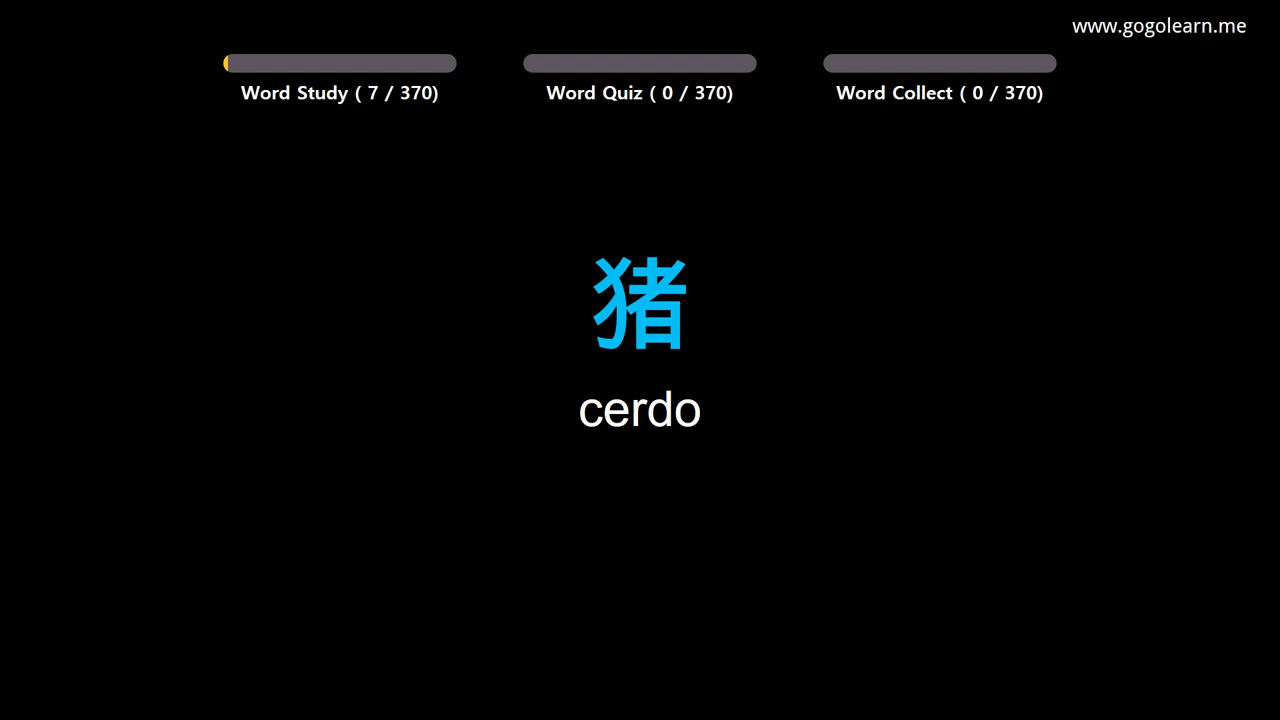 www.gogolearn.me
Word Study ( 7 / 370)
Word Quiz ( 0 / 370)
Word Collect ( 0 / 370)
猪
cerdo